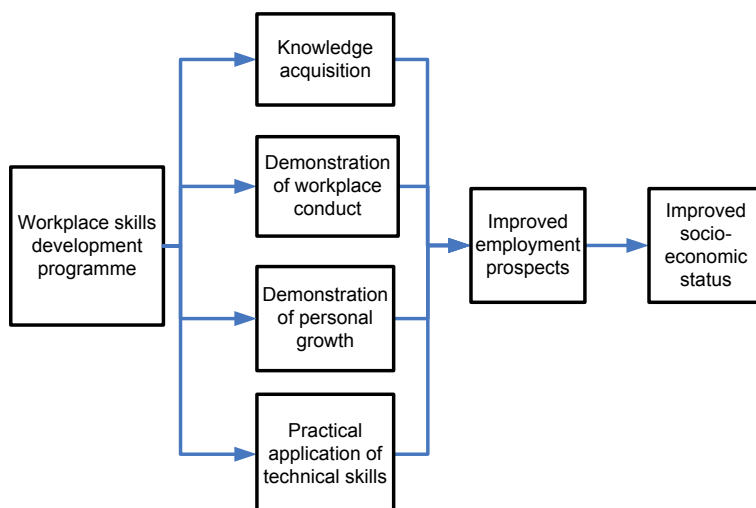 Workplace skills
development
programme
Knowledge
acquisition
Demonstration
of workplace
conduct
Demonstration
of personal
growth
Practical
application of
technical skills
Improved
employment
prospects
Improved
socio-
economic
status